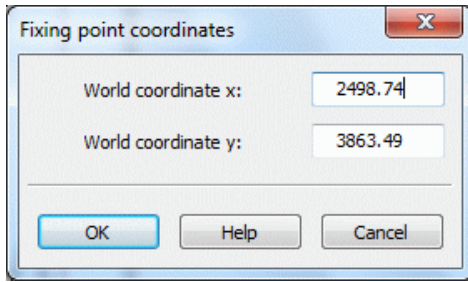 Fixing point coordinates
World coordinate x: 2498.74
World coordinate y: 3863.49
OK Help Cancel